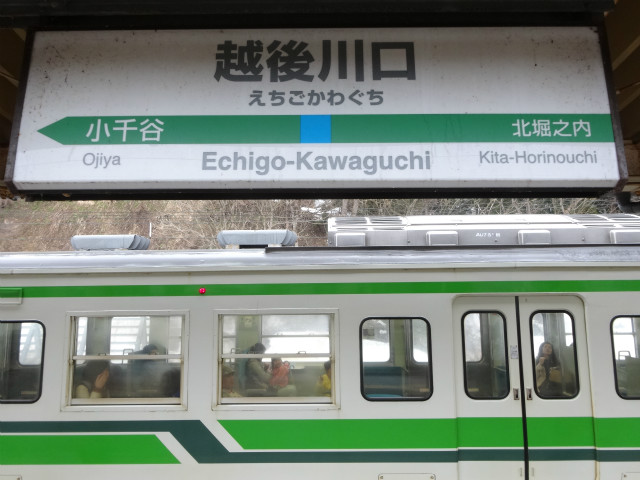 越後川口
えちごかわぐち
小千谷
北堀之内
Ojiya
Echigo-Kawaguchi
Kita-Horinouchi